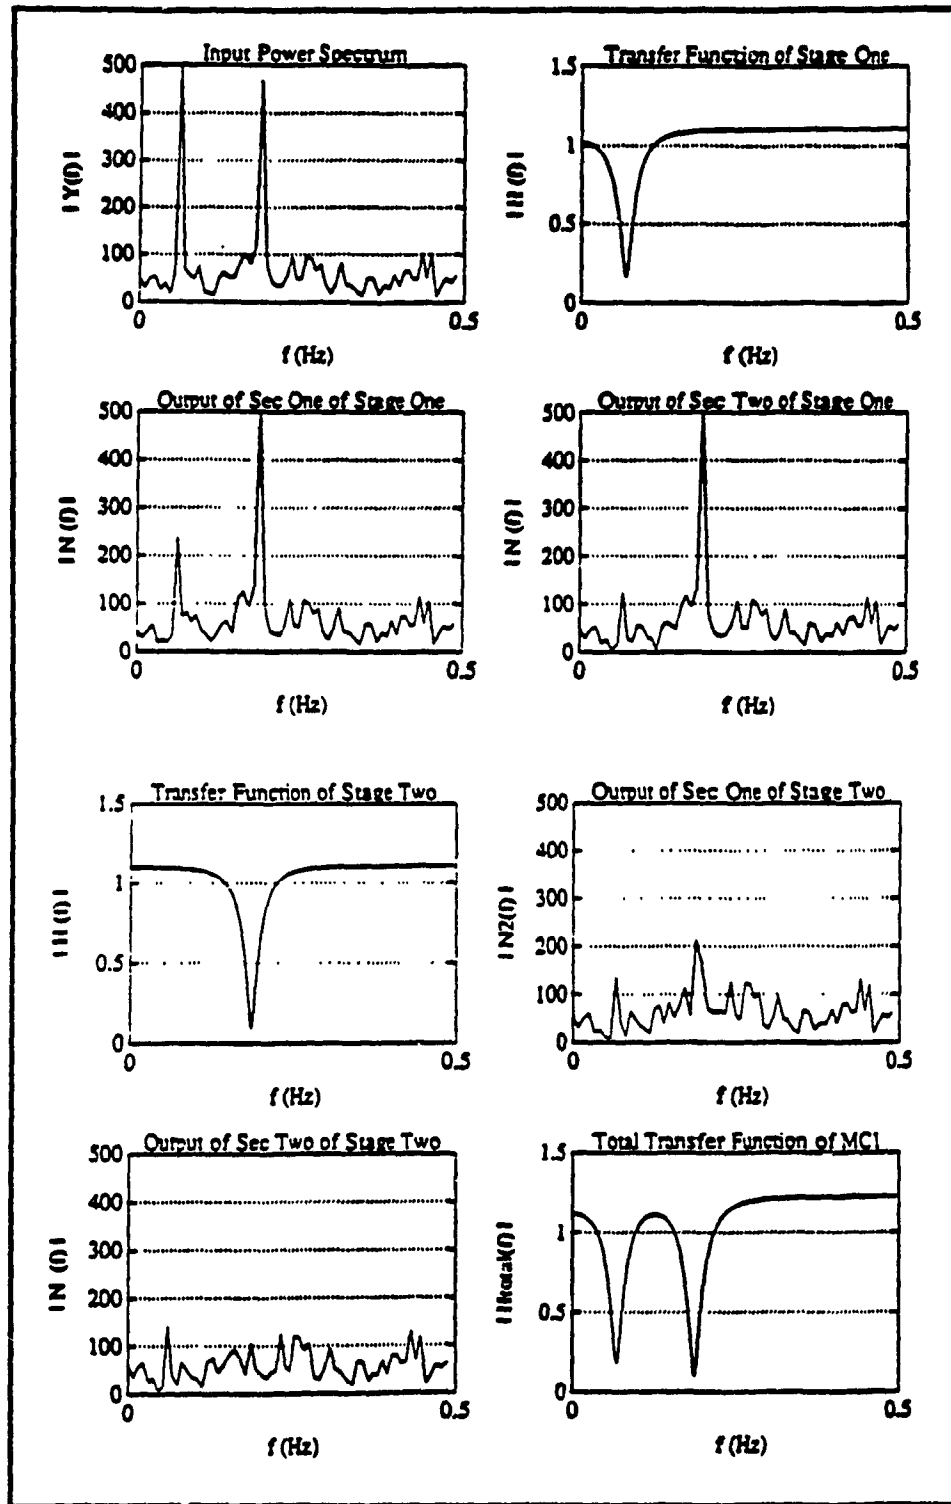 Input Power Spectrum
500
400
300
200
100
0
0
0.5
| Y(f) |
f (Hz)
Transfer Function of Stage One
1.5
1
0.5
0
0
0.5
| H(f) |
f (Hz)
Output of Sec One of Stage One
500
400
300
200
100
0
0
0.5
| N (f) |
f (Hz)
Output of Sec Two of Stage One
500
400
300
200
100
0
0
0.5
| N (f) |
f (Hz)
Transfer Function of Stage Two
1.5
1
0.5
0
0
0.5
| H (f) |
f (Hz)
Output of Sec One of Stage Two
500
400
300
200
100
0
0
0.5
| N2(f) |
f (Hz)
Output of Sec Two of Stage Two
500
400
300
200
100
0
0
0.5
| N (f) |
f (Hz)
Total Transfer Function of MC1
1.5
1
0.5
0
0
0.5
| Htotal(f) |
f (Hz)